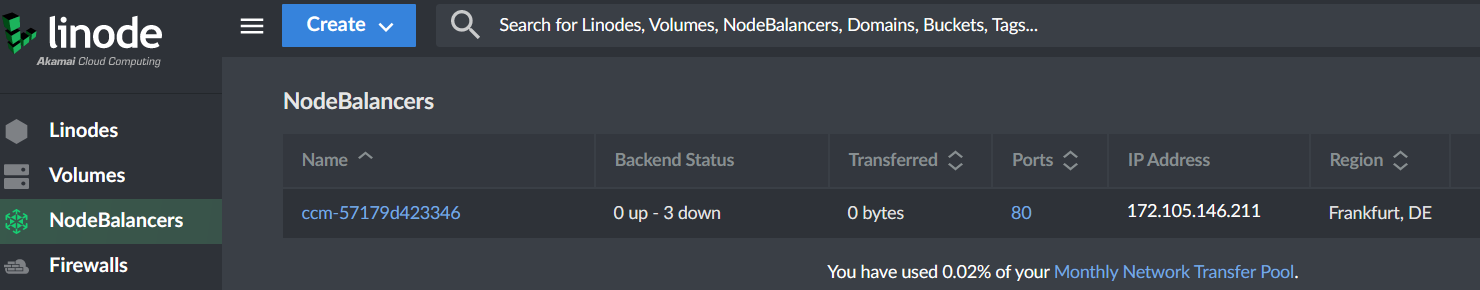 linode
Akamai Cloud Computing
Create
Search for Linodes, Volumes, NodeBalancers, Domains, Buckets, Tags...
Linodes
Volumes
NodeBalancers
Firewalls
NodeBalancers
Name Backend Status Transferred Ports IP Address Region
ccm-57179d423346 0 up - 3 down 0 bytes 80 172.105.146.211 Frankfurt, DE
You have used 0.02% of your Monthly Network Transfer Pool.